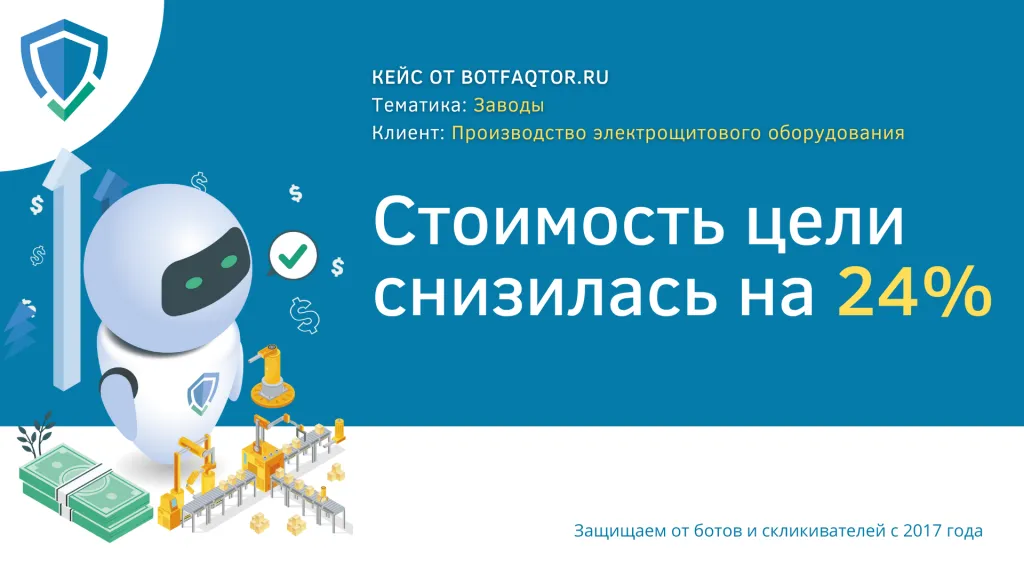 КЕЙС ОТ BOTFAQTOR.RU
Тематика: Заводы
Клиент: Производство электрощитового оборудования
Стоимость цели
снизилась на 24%
Защищаем от ботов и скликивателей с 2017 года